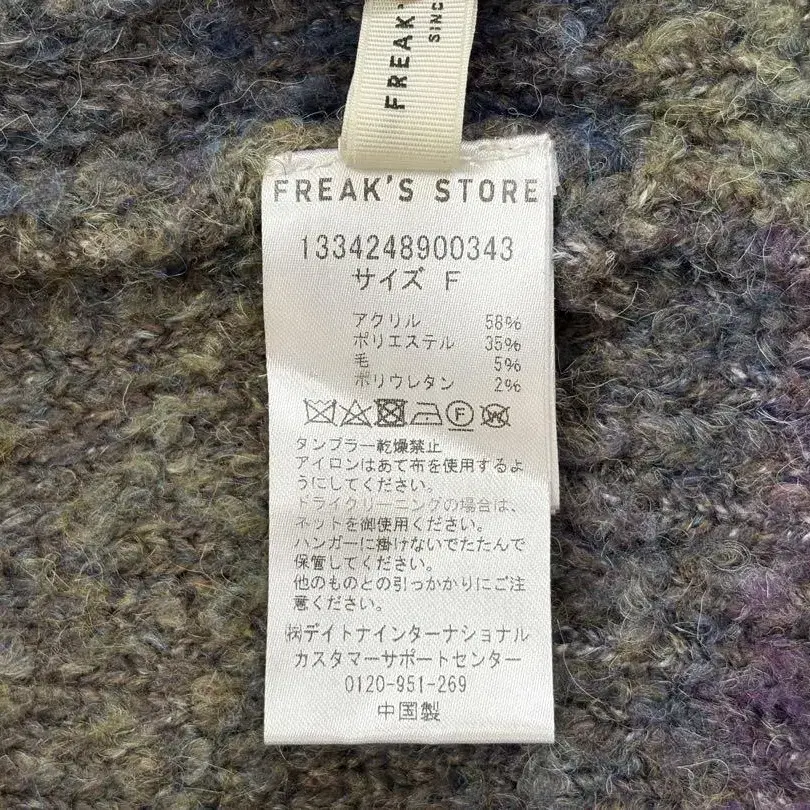 FREAK'
SINC
FREAK'S STORE
1334248900343
サイズ F
アクリル 58%
ポリエステル 35%
毛 5%
ポリウレタン 2%
F W
タンブラー乾燥禁止
アイロンはあて布を使用するよ
うにしてください。
ドライクリーニングの場合は、
ネットを御使用ください。
ハンガーに掛けないでたたんで
保管してください。
他のものとの引っかかりにご注
意ください。
㈱デイトナインターナショナル
カスタマーサポートセンター
0120-951-269
中国製